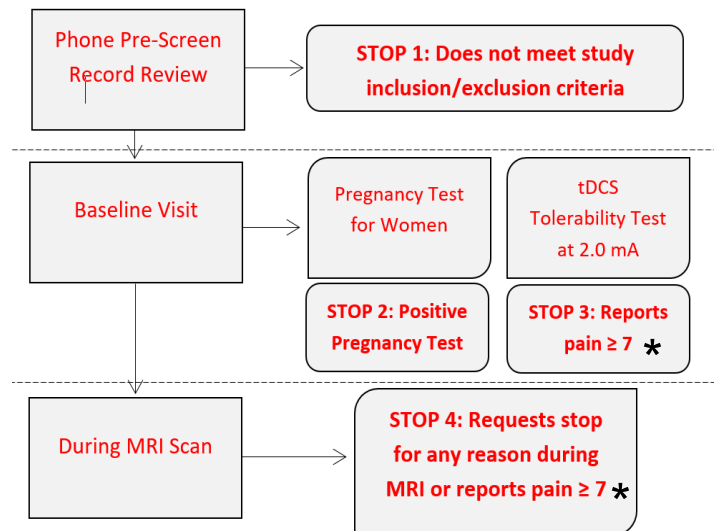 Phone Pre-Screen
Record Review
STOP 1: Does not meet study
inclusion/exclusion criteria
Baseline Visit
Pregnancy Test
for Women
tDCS
Tolerability Test
at 2.0 mA
STOP 2: Positive
Pregnancy Test
STOP 3: Reports
pain ≥ 7 *
During MRI Scan
STOP 4: Requests stop
for any reason during
MRI or reports pain ≥ 7 *